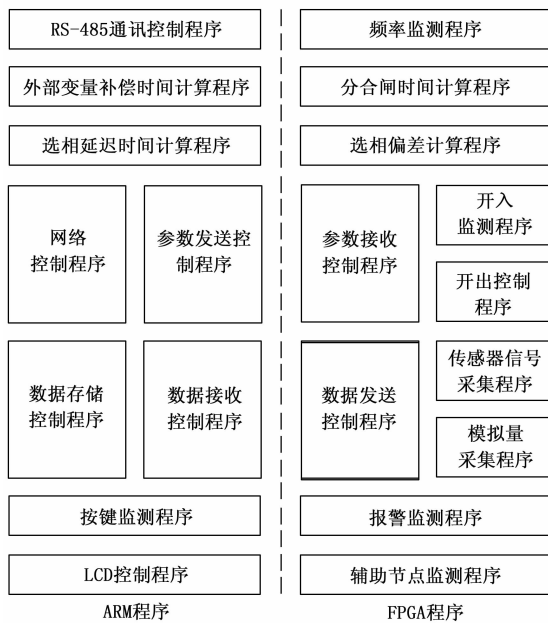 RS-485通讯控制程序
外部变量补偿时间计算程序
选相延迟时间计算程序
网络
控制程序
参数发送控
制程序
数据存储
控制程序
数据接收
控制程序
按键监测程序
LCD控制程序
ARM程序
频率监测程序
分合闸时间计算程序
选相偏差计算程序
参数接收
控制程序
开入
监测程序
开出控制
程序
数据发送
控制程序
传感器信号
采集程序
模拟量
采集程序
报警监测程序
辅助节点监测程序
FPGA程序